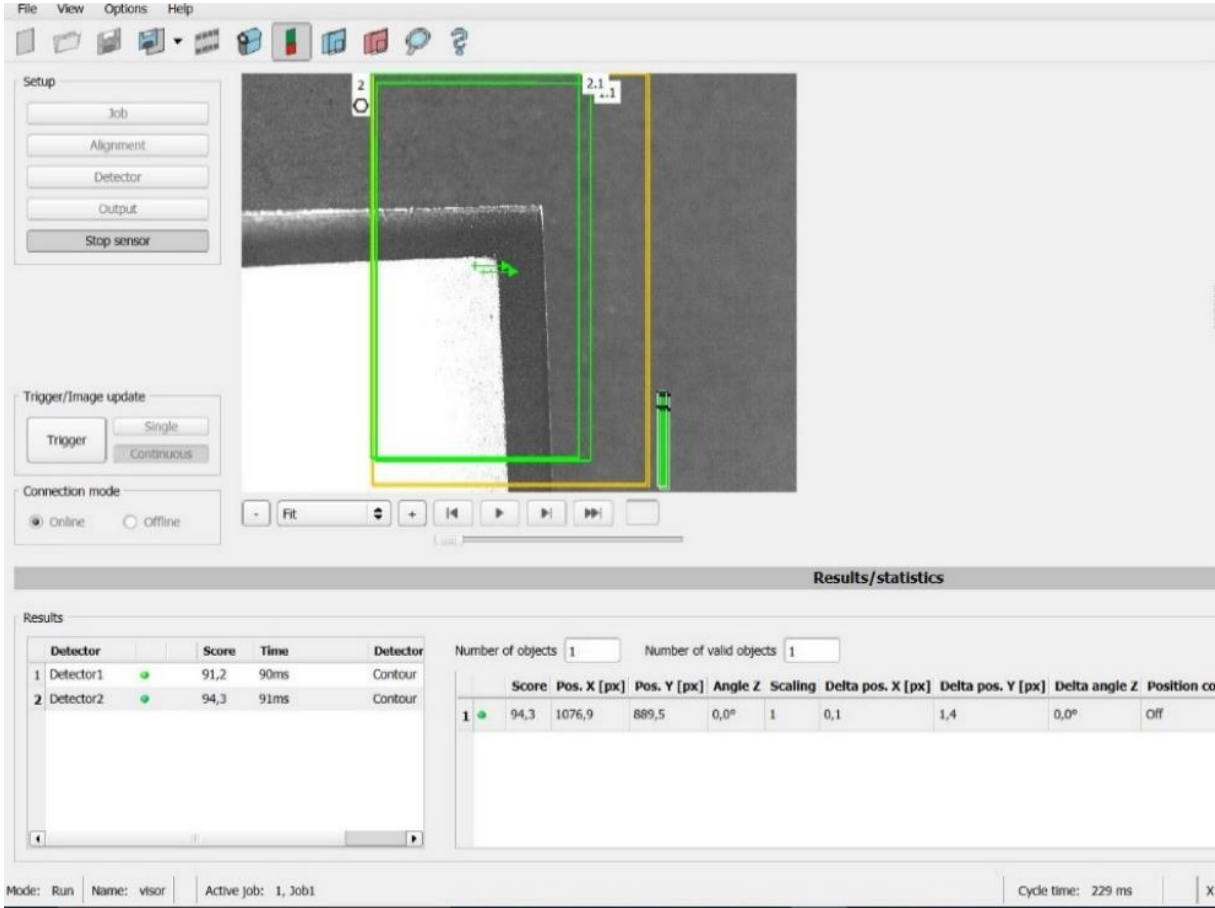 File View Options Help
Setup
Job
Alignment
Detector
Output
Stop sensor
2
2.1
Trigger/Image update
Trigger
Single
Continuous
Connection mode
Online Offline
- Fit +
Results/statistics
Results
Detector Score Time Detector
1 Detector1 91,2 90ms Contour
2 Detector2 94,3 91ms Contour
Number of objects 1 Number of valid objects 1
Score Pos. X [px] Pos. Y [px] Angle Z Scaling Delta pos. X [px] Delta pos. Y [px] Delta angle Z Position co
1 94,3 1076,9 889,5 0,0° 1 0,1 1,4 0,0° Off
Mode: Run Name: visor Active job: 1, Job1 Cycle time: 229 ms X